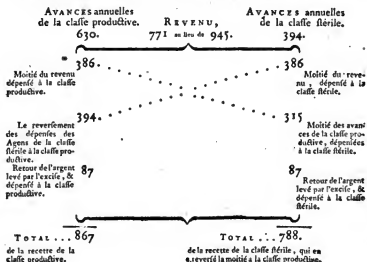 AVANCES annuelles
de la claſſe productive.
630.
REVENU,
771 au lieu de 945.
AVANCES annuelles
de la claſſe ſtérile.
394.
386.
Moitié du revenu
dépenſé à la claſſe
productive.
386
Moitié du reve-
nu, dépenſé à la
claſſe ſtérile.
394.
Le reverſement
des dépenſes des
Agens de la claſſe
ſtérile à la claſſe pro-
ductive.
315
Moitié des avan-
ces de la claſſe pro-
ductive, dépenſées
à la claſſe ſtérile.
87
Retour de l'argent
levé par l'exciſe, &
dépenſé à la claſſe
productive.
87
Retour de l'argent
levé par l'exciſe, &
dépenſé à la claſſe
ſtérile.
TOTAL ... 867
de la recette de la
claſſe productive.
TOTAL ... 788.
de la recette de la claſſe ſtérile, qui en
a reverſé la moitié à la claſſe productive.